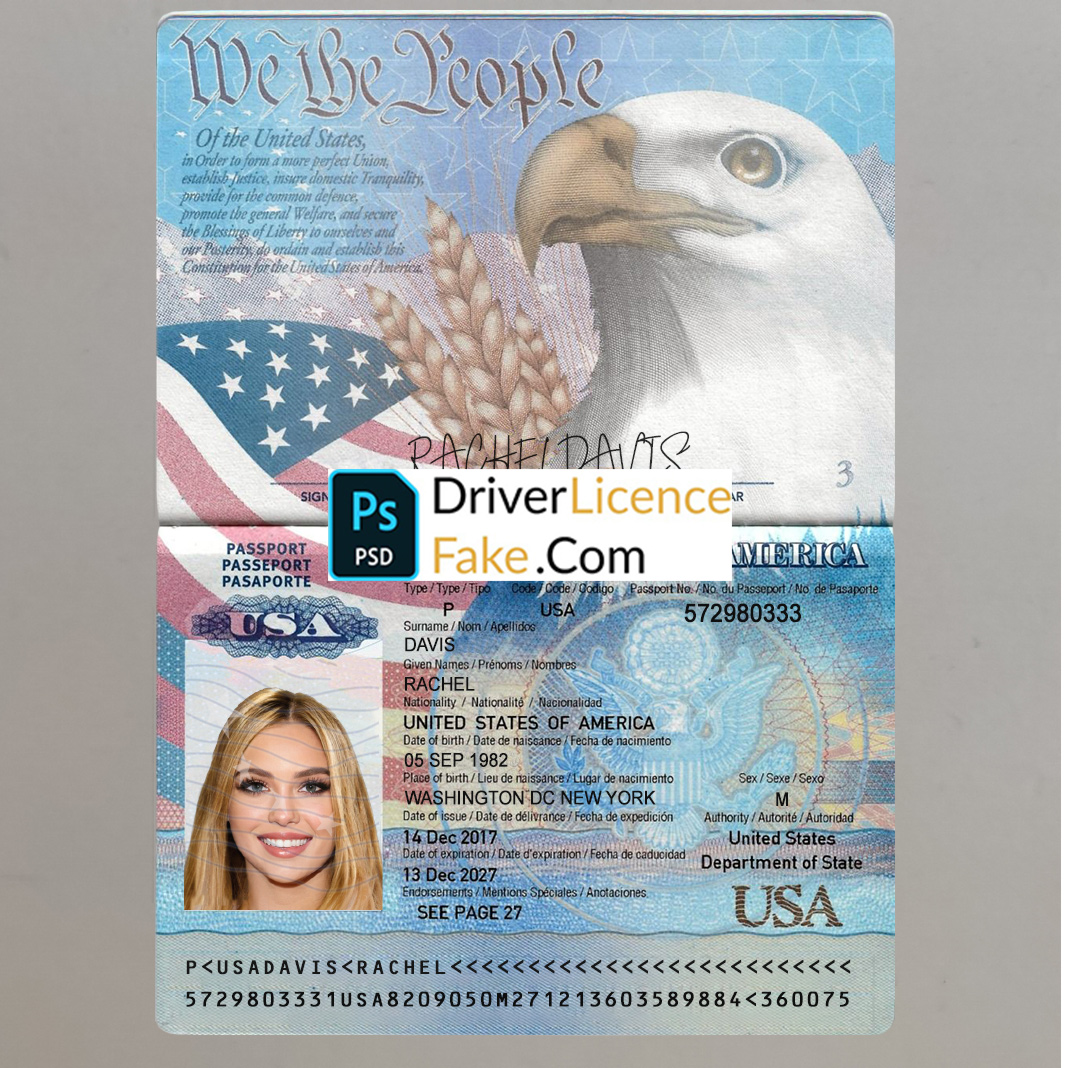 We the People
Of the United States,
in Order to form a more perfect Union,
establish Justice, insure domestic Tranquility,
provide for the common defence,
promote the general Welfare, and secure
the Blessings of Liberty to ourselves and
our Posterity, do ordain and establish this
Constitution for the United States of America.
RACHEL DAVIS
3
Ps
PSD
DriverLicence
Fake.Com
PASSPORT
PASSEPORT
PASAPORTE
USA
AMERICA
Type / Type / Tipo Code / Code / Codigo Passport No. / No. du Passeport / No. de Pasaporte
P USA 572980333
Surname / Nom / Apellidos
DAVIS
Given Names / Prénoms / Nombres
RACHEL
Nationality / Nationalité / Nacionalidad
UNITED STATES OF AMERICA
Date of birth / Date de naissance / Fecha de nacimiento
05 SEP 1982
Place of birth / Lieu de naissance / Lugar de nacimiento Sex / Sexe / Sexo
WASHINGTON DC NEW YORK M
Date of issue / Date de délivrance / Fecha de expedición Authority / Autorité / Autoridad
14 Dec 2017 United States
Date of expiration / Date d'expiration / Fecha de caducidad Department of State
13 Dec 2027
Endorsements / Mentions Spéciales / Anotaciones
SEE PAGE 27 USA
P<USADAVIS<RACHEL<<<<<<<<<<<<<<<<<<<<<<<<<<<
5729803331USA8209050M271213603589884<360075